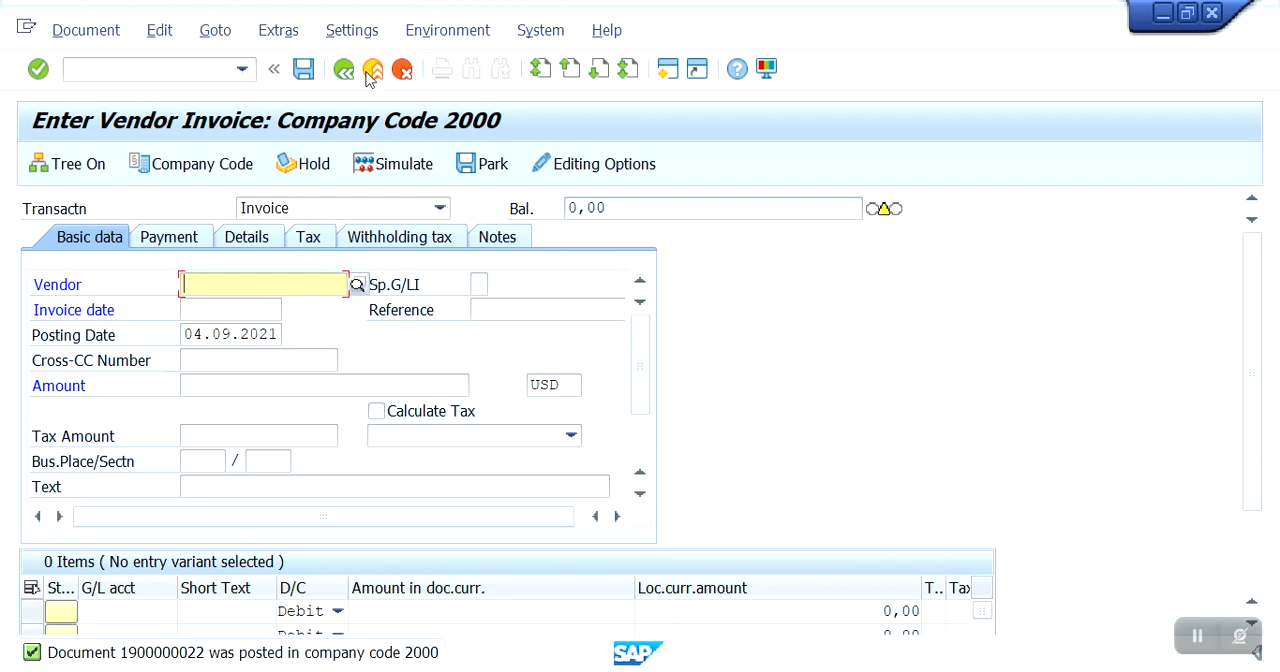 Document Edit Goto Extras Settings Environment System Help
Enter Vendor Invoice: Company Code 2000
Tree On Company Code Hold Simulate Park Editing Options
Transactn Invoice Bal. 0,00
Basic data Payment Details Tax Withholding tax Notes
Vendor Sp.G/LI
Invoice date Reference
Posting Date 04.09.2021
Cross-CC Number
Amount USD
Calculate Tax
Tax Amount
Bus.Place/Sectn /
Text
0 Items ( No entry variant selected )
St... G/L acct Short Text D/C Amount in doc.curr. Loc.curr.amount T.. Tax
Debit 0,00
Debit 0,00
Document 1900000022 was posted in company code 2000 SAP